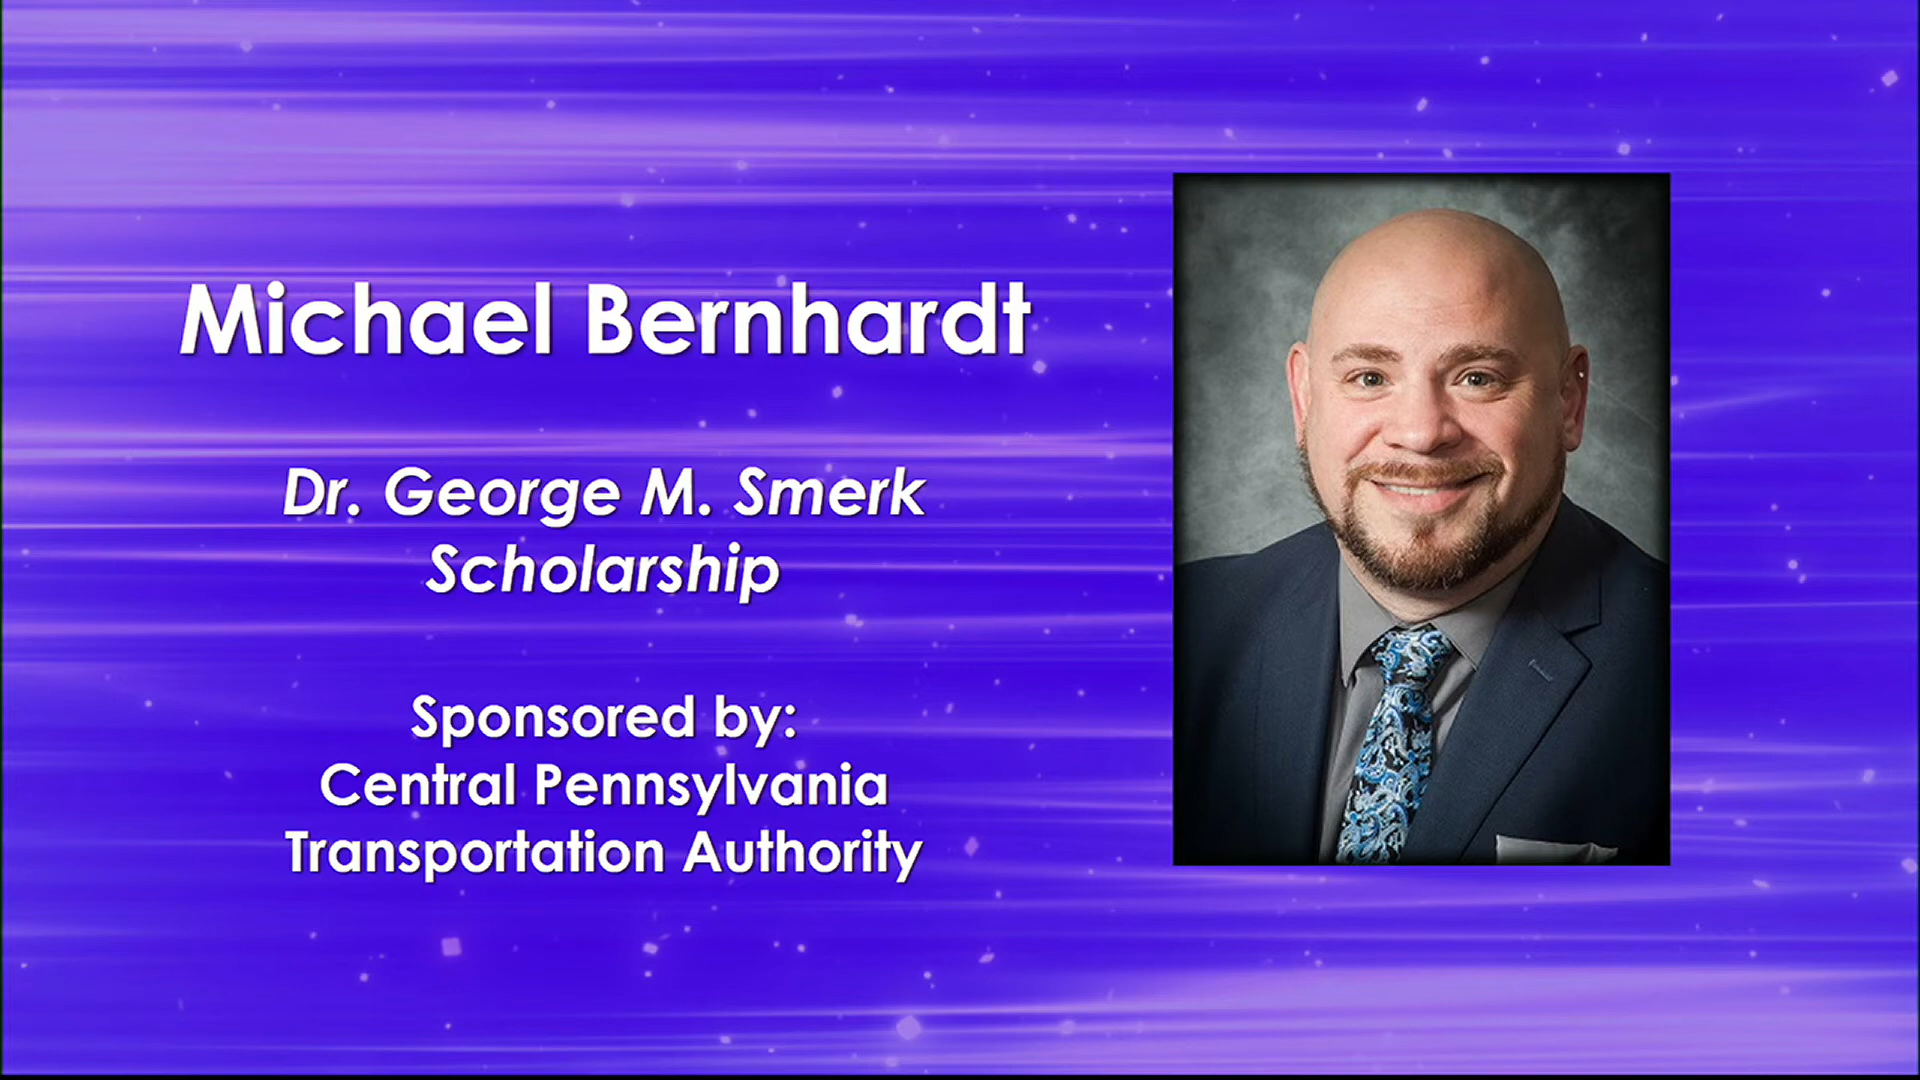 Michael Bernhardt
Dr. George M. Smerk
Scholarship
Sponsored by:
Central Pennsylvania
Transportation Authority